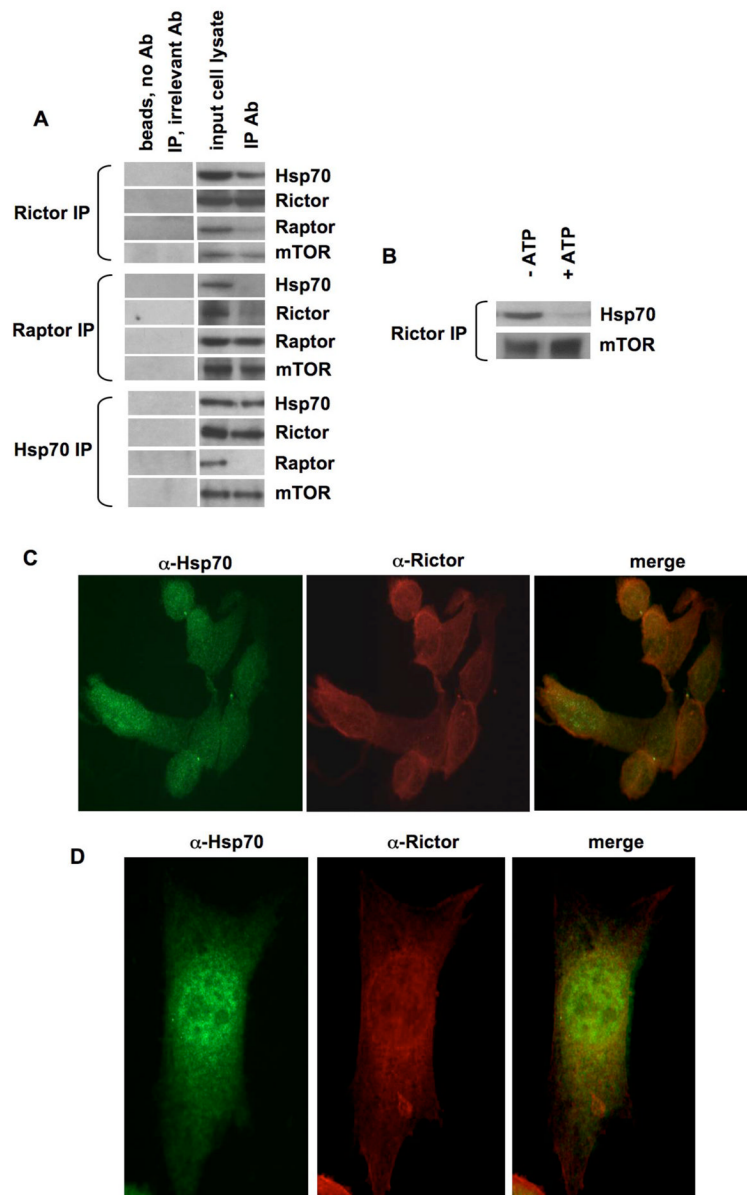 A
beads, no Ab
IP, irrelevant Ab
input cell lysate
IP Ab
Rictor IP
Hsp70
Rictor
Raptor
mTOR
Raptor IP
Hsp70
Rictor
Raptor
mTOR
Hsp70 IP
Hsp70
Rictor
Raptor
mTOR
B
- ATP
+ ATP
Rictor IP
Hsp70
mTOR
C
α-Hsp70
α-Rictor
merge
D
α-Hsp70
α-Rictor
merge